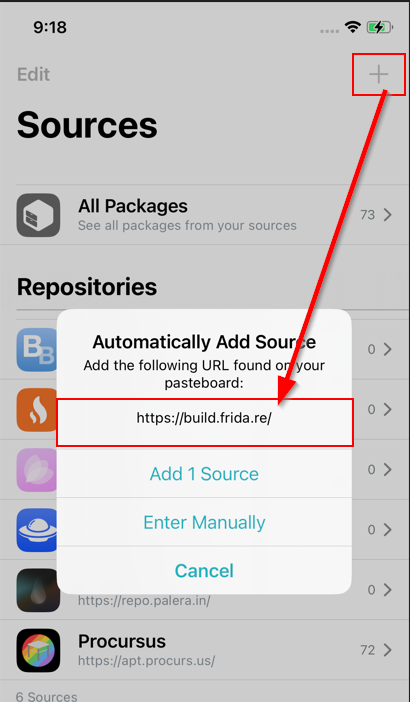 9:18
Edit
Sources
All Packages
See all packages from your sources
73
Repositories
BB
0
Automatically Add Source
Add the following URL found on your
pasteboard:
0
https://build.frida.re/
0
Add 1 Source
Enter Manually
0
Cancel
0
https://repo.palera.in/
Procursus
https://apt.procurs.us/
72
6 Sources